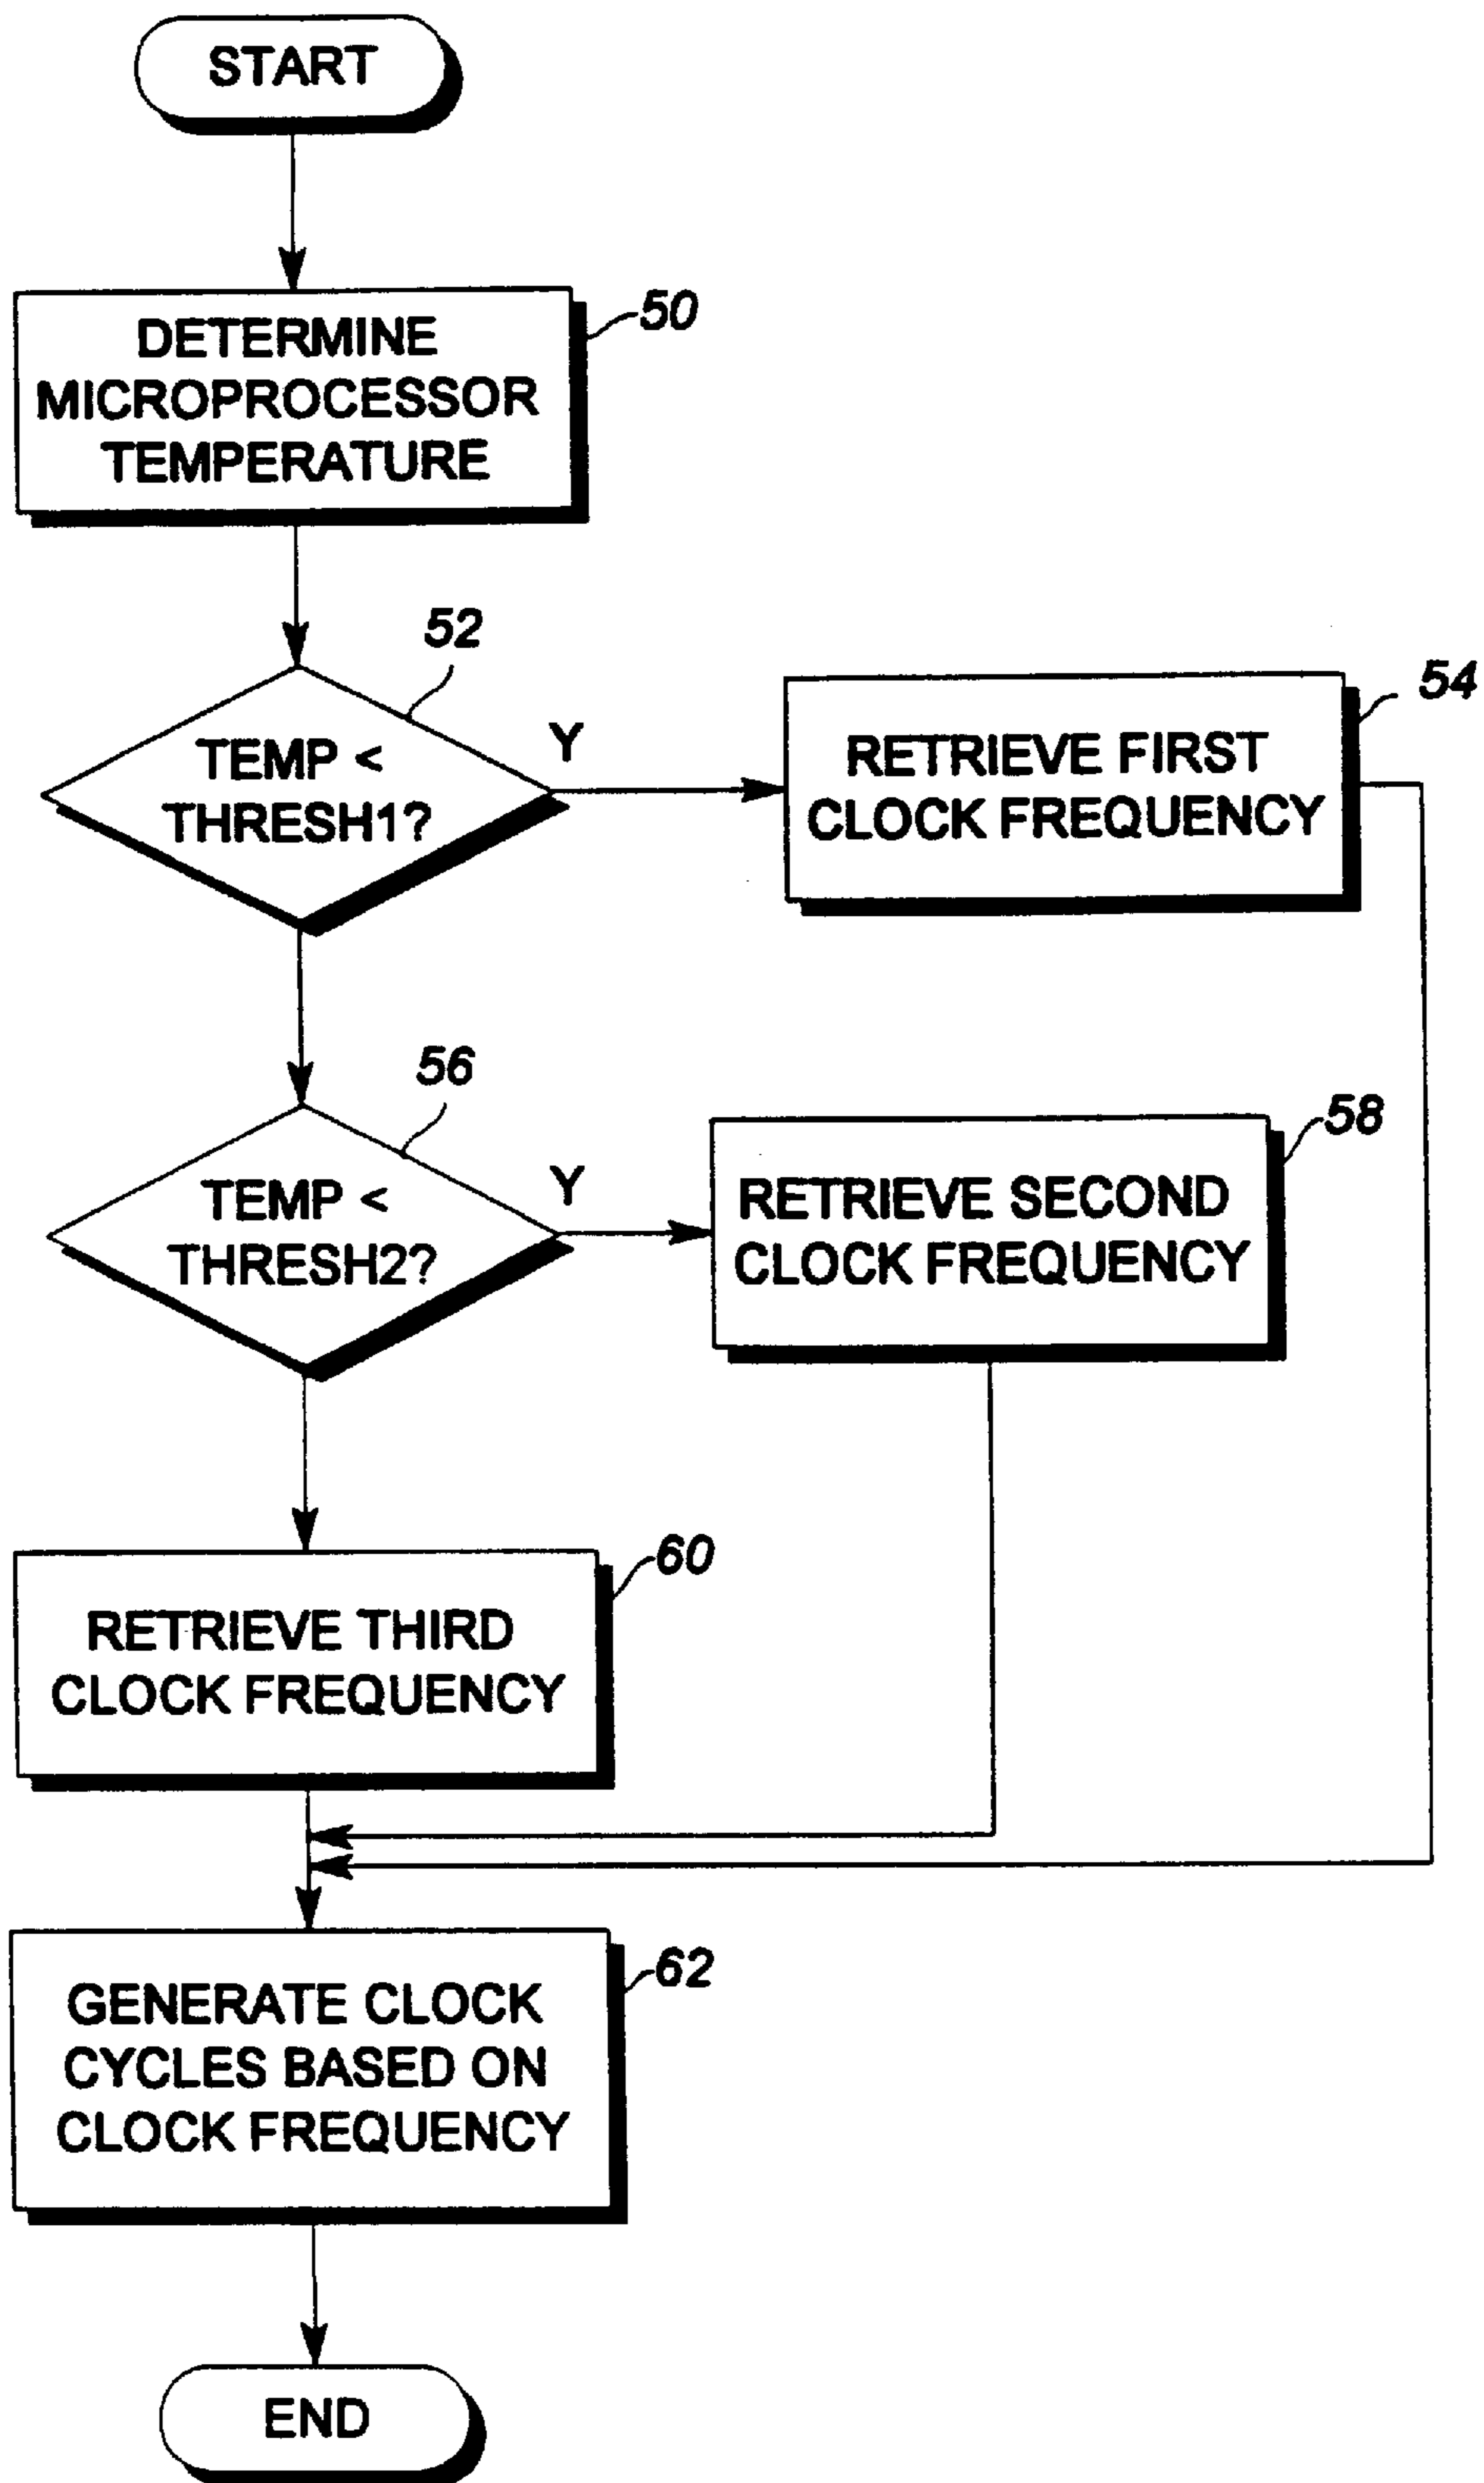 START
DETERMINE
MICROPROCESSOR
TEMPERATURE
50
52
TEMP <
THRESH1?
Y
RETRIEVE FIRST
CLOCK FREQUENCY
54
56
TEMP <
THRESH2?
Y
RETRIEVE SECOND
CLOCK FREQUENCY
58
RETRIEVE THIRD
CLOCK FREQUENCY
60
GENERATE CLOCK
CYCLES BASED ON
CLOCK FREQUENCY
62
END